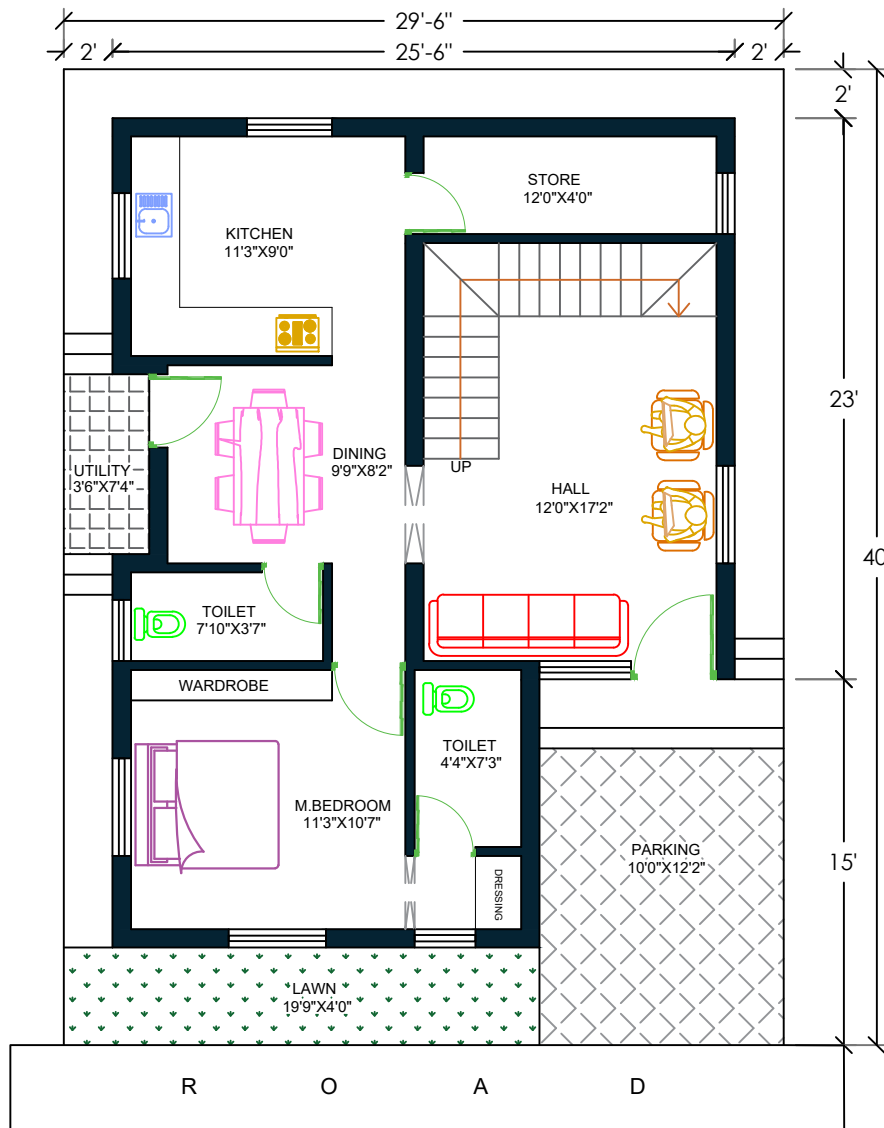 29'-6"
2'
25'-6"
2'
2'
STORE
12'0"X4'0"
KITCHEN
11'3"X9'0"
23'
DINING
9'9"X8'2"
UP
UTILITY
3'6"X7'4"
HALL
12'0"X17'2"
40
TOILET
7'10"X3'7"
WARDROBE
TOILET
4'4"X7'3"
M.BEDROOM
11'3"X10'7"
PARKING
10'0"X12'2"
15'
DRESSING
LAWN
19'9"X4'0"
R O A D